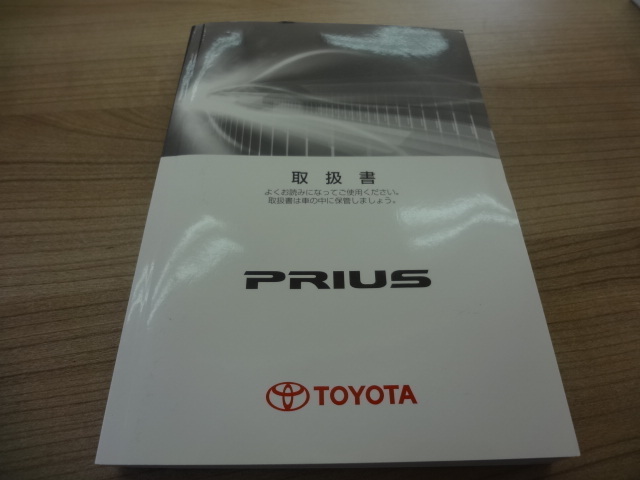 取扱書
よくお読みになってご使用ください。
取扱書は車の中に保管しましょう。
PRIUS
TOYOTA